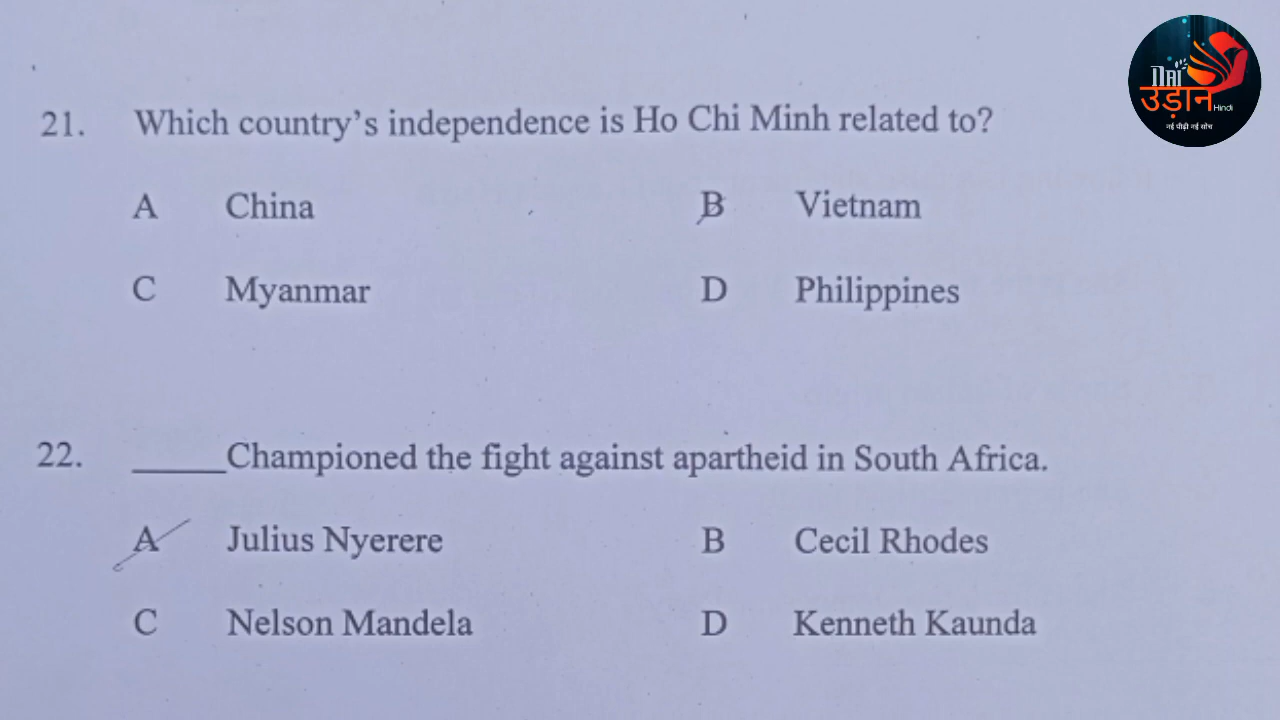 Nai
उड़ान
Hindi
नई पीढ़ी नई सोच
21. Which country's independence is Ho Chi Minh related to?
A China B Vietnam
C Myanmar D Philippines
22. _____Championed the fight against apartheid in South Africa.
A Julius Nyerere B Cecil Rhodes
C Nelson Mandela D Kenneth Kaunda